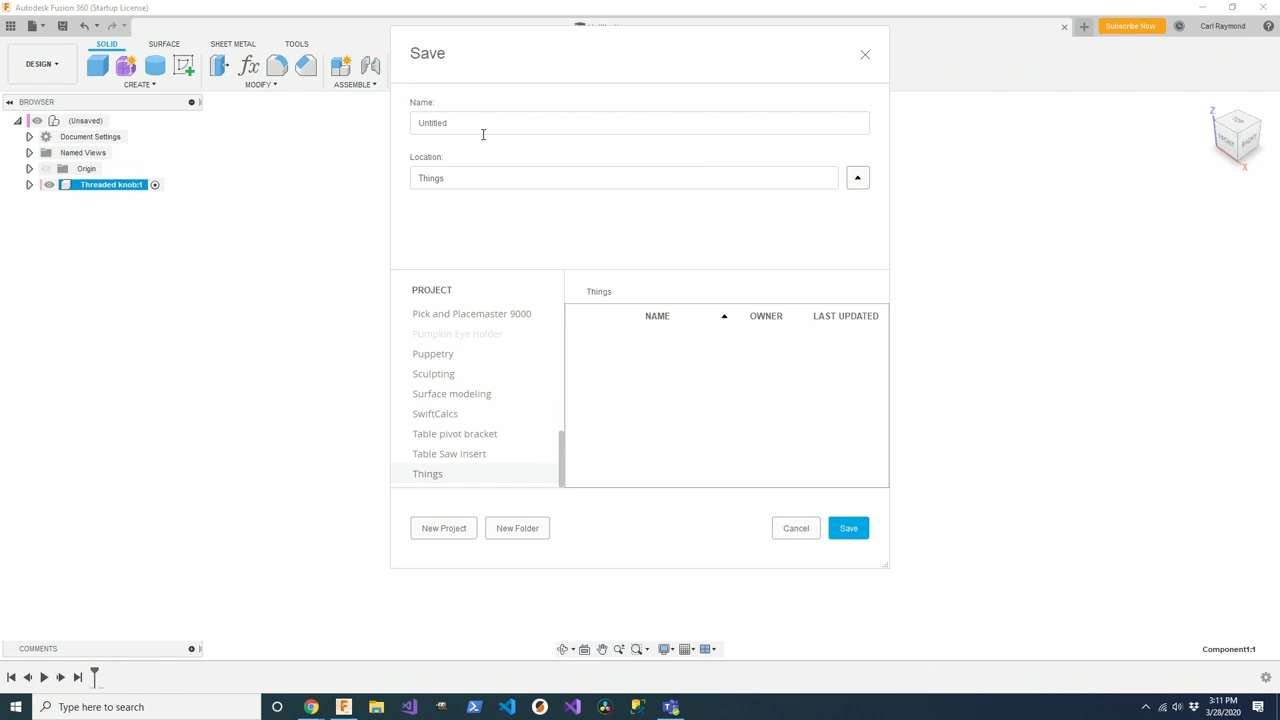 Autodesk Fusion 360 (Startup License)
Subscribe Now
Carl Raymond
DESIGN
SOLID
SURFACE
SHEET METAL
TOOLS
CREATE
MODIFY
ASSEMBLE
BROWSER
(Unsaved)
Document Settings
Named Views
Origin
Threaded knob:1
Save
Name:
Untitled
Location:
Things
PROJECT
Pick and Placemaster 9000
Pumpkin Eye Holder
Puppetry
Sculpting
Surface modeling
SwiftCalcs
Table pivot bracket
Table Saw Insert
Things
Things
NAME
OWNER
LAST UPDATED
New Project
New Folder
Cancel
Save
Z
TOP
FRONT
RIGHT
X
COMMENTS
Component1:1
Type here to search
3:11 PM
3/28/2020